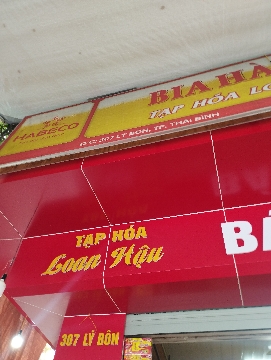 HABECO
BIA HÀ
TẠP HÓA LO
Đ/C: 307 LÝ BÔN, TP. THÁI BÌNH
TẠP HÓA
Loan Hậu
BÁ
307 LÝ BÔN